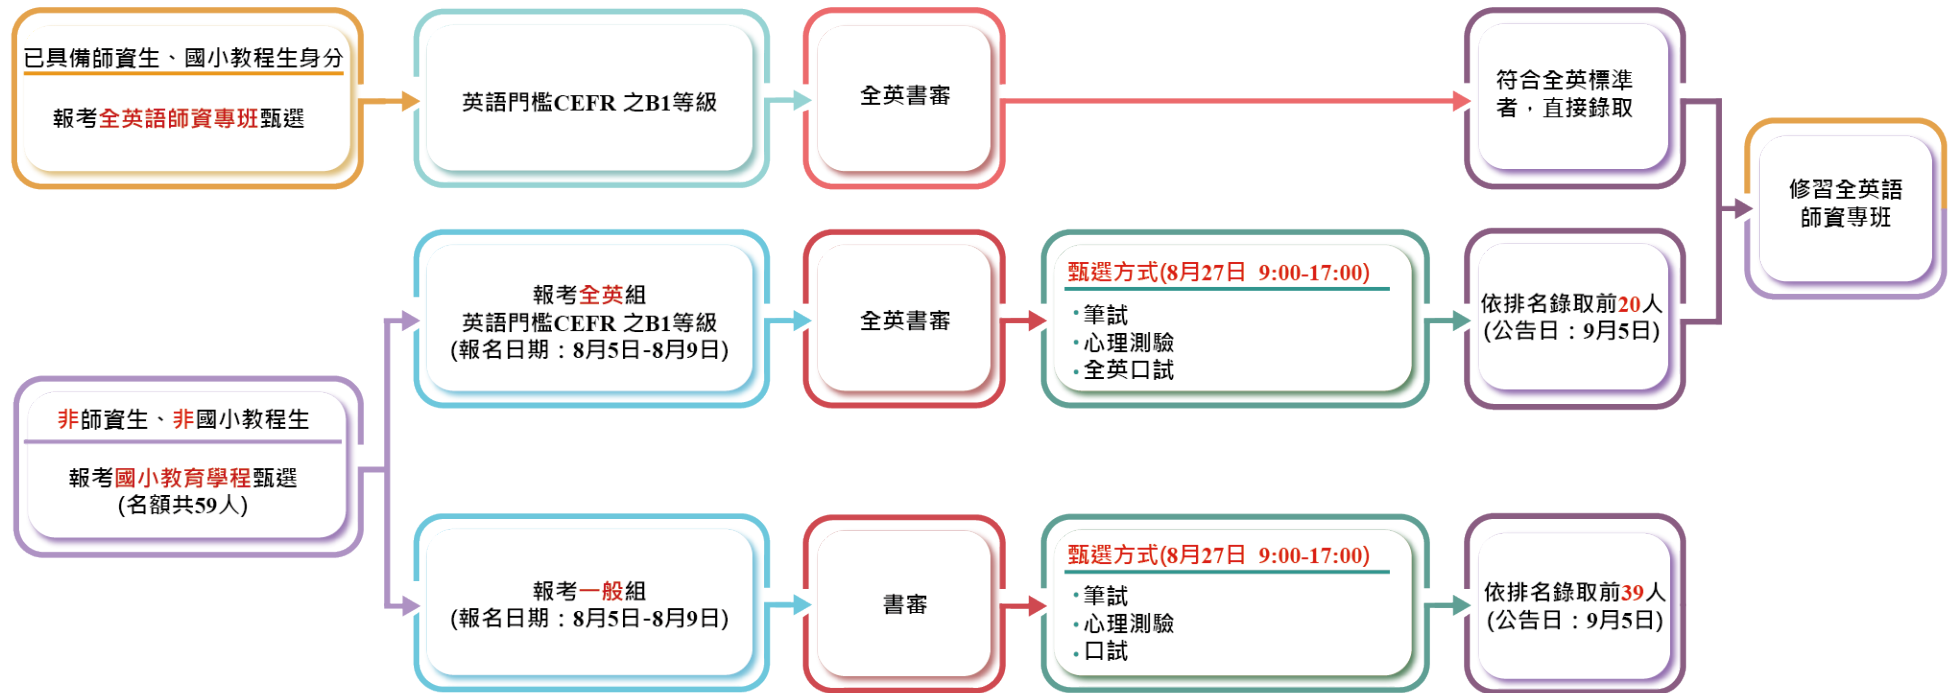 已具備師資生、國小教程生身分
報考全英語師資專班甄選
英語門檻CEFR 之B1等級
全英書審
符合全英標準
者，直接錄取
修習全英語
師資專班
非師資生、非國小教程生
報考國小教育學程甄選
(名額共59人)
報考全英組
英語門檻CEFR 之B1等級
(報名日期：8月5日-8月9日)
全英書審
甄選方式(8月27日 9:00-17:00)
・筆試
・心理測驗
・全英口試
依排名錄取前20人
(公告日：9月5日)
報考一般組
(報名日期：8月5日-8月9日)
書審
甄選方式(8月27日 9:00-17:00)
・筆試
・心理測驗
・口試
依排名錄取前39人
(公告日：9月5日)